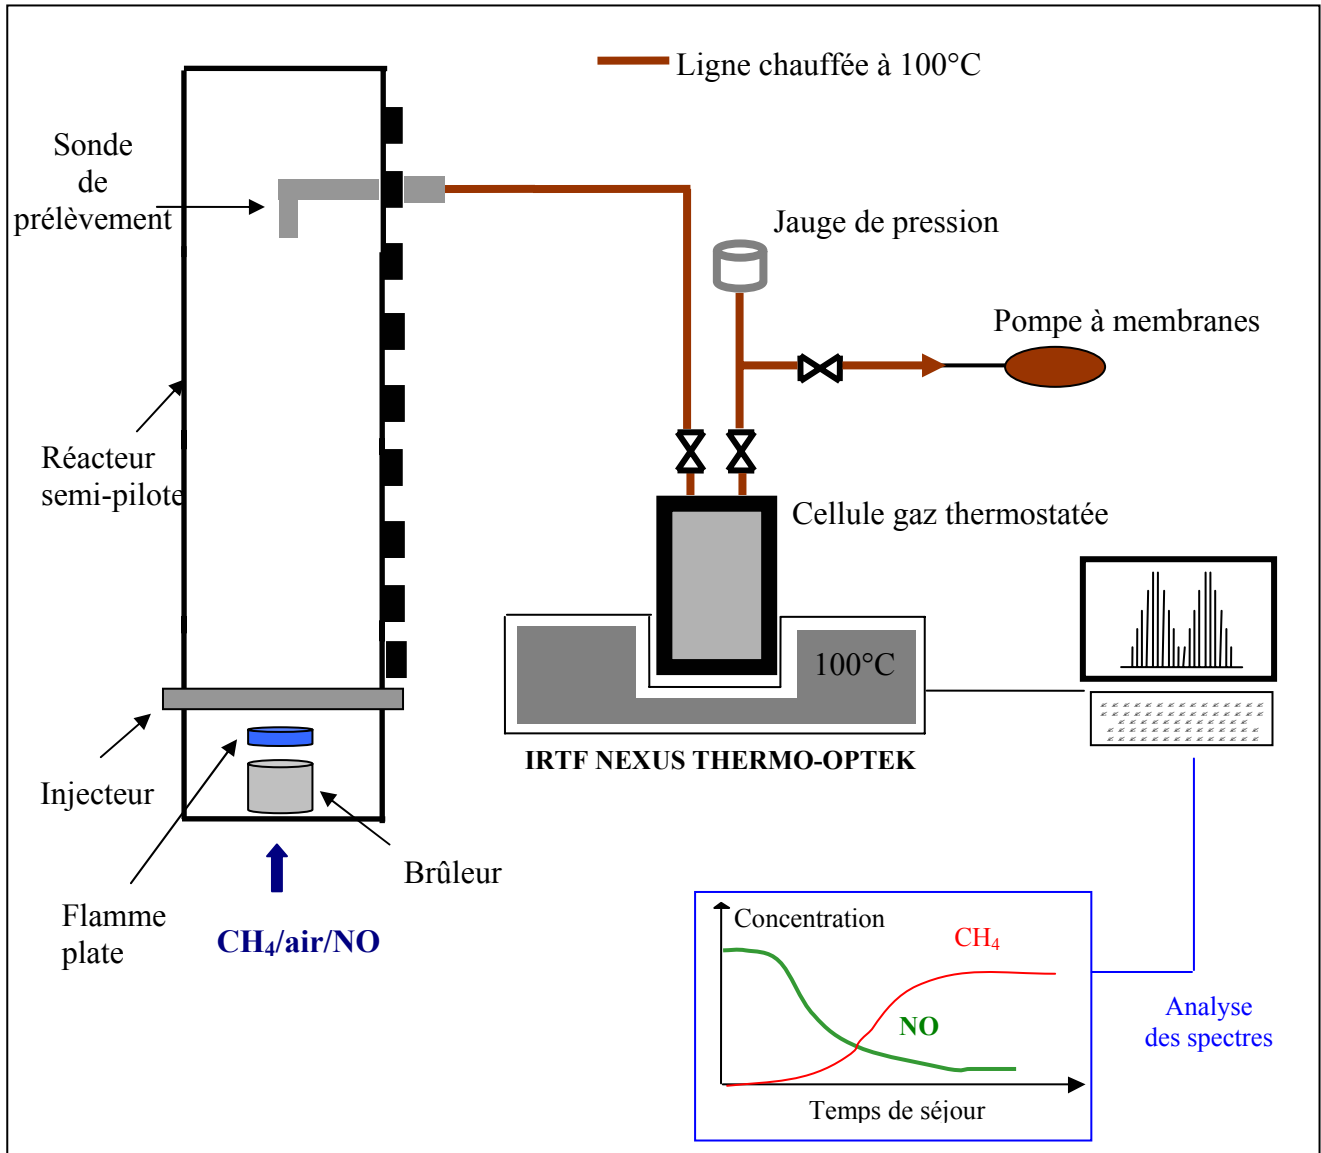 Ligne chauffée à 100°C
Sonde
de
prélèvement
Jauge de pression
Pompe à membranes
Réacteur
semi-pilote
Cellule gaz thermostatée
100°C
IRTF NEXUS THERMO-OPTEK
Injecteur
Brûleur
Flamme
plate
CH₄/air/NO
Concentration
CH₄
NO
Temps de séjour
Analyse
des spectres